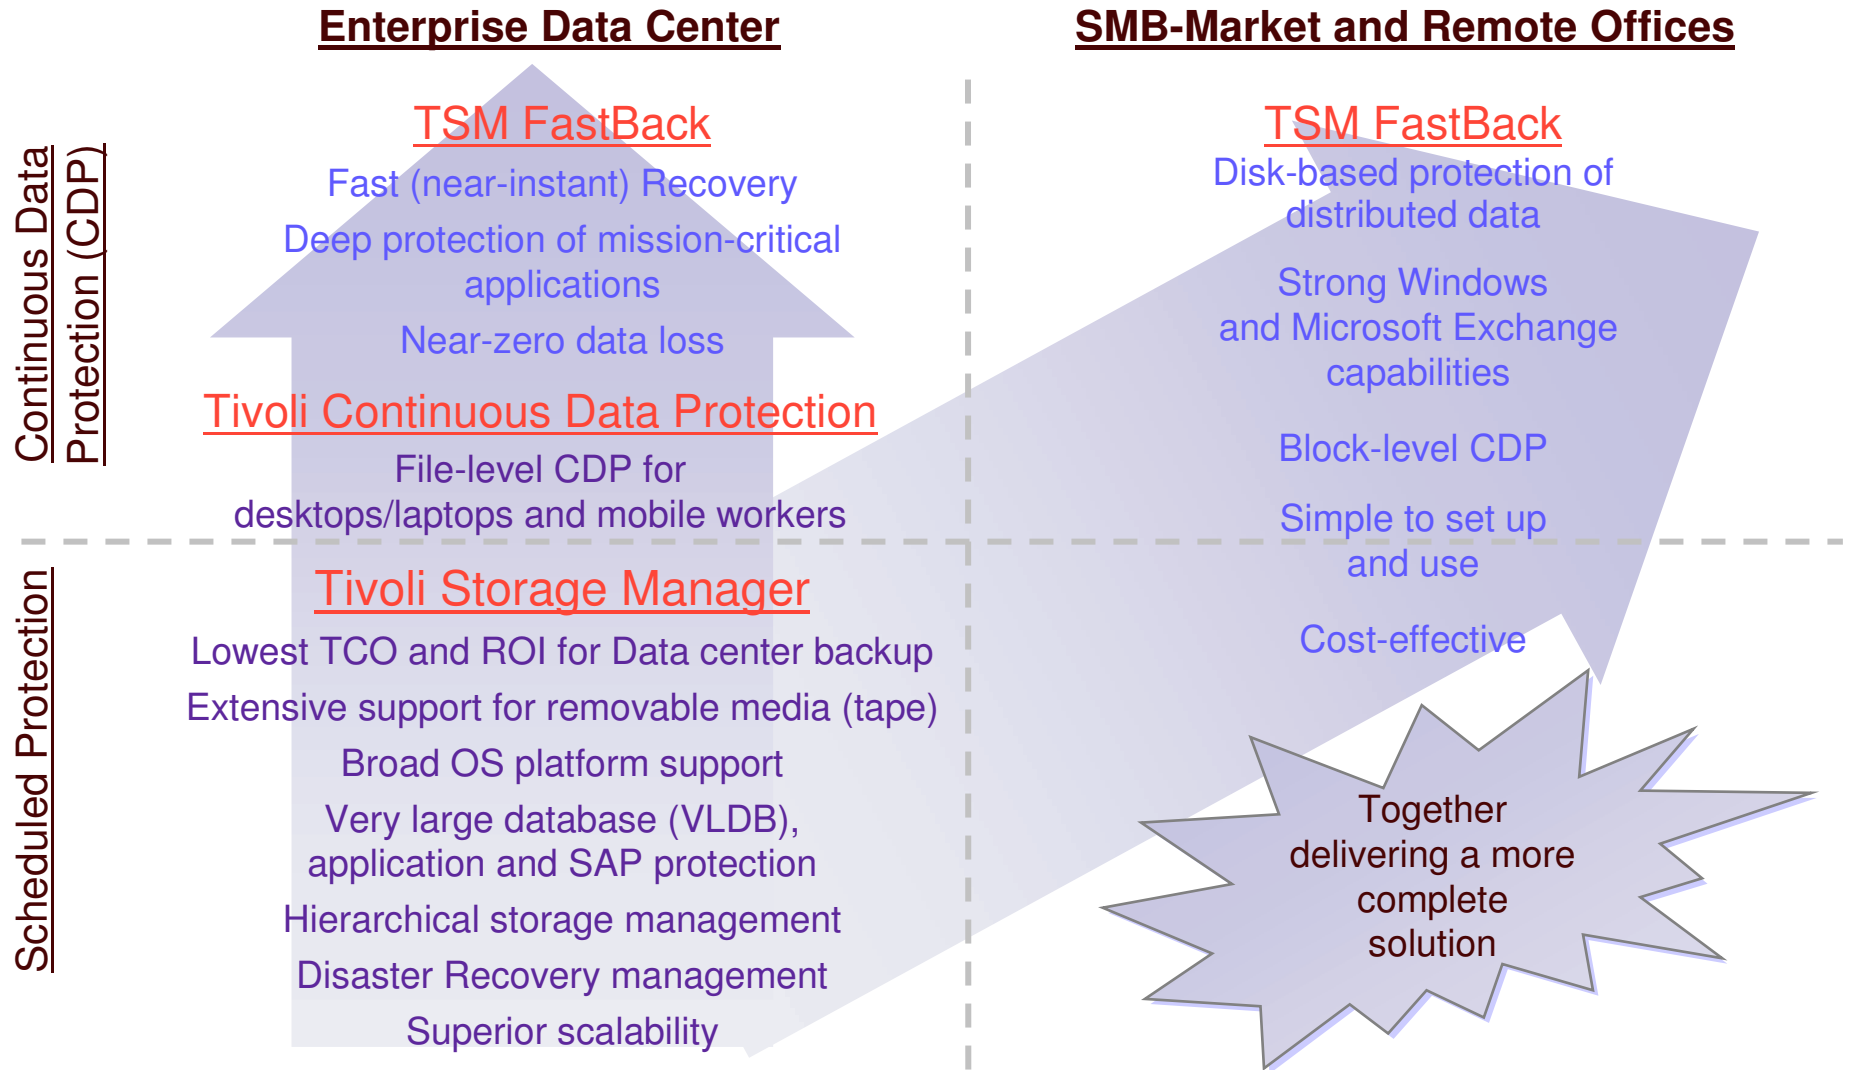 Enterprise Data Center
SMB-Market and Remote Offices
Continuous Data
Protection (CDP)
TSM FastBack
Fast (near-instant) Recovery
Deep protection of mission-critical
applications
Near-zero data loss
Tivoli Continuous Data Protection
File-level CDP for
desktops/laptops and mobile workers
TSM FastBack
Disk-based protection of
distributed data
Strong Windows
and Microsoft Exchange
capabilities
Block-level CDP
Simple to set up
and use
Cost-effective
Scheduled Protection
Tivoli Storage Manager
Lowest TCO and ROI for Data center backup
Extensive support for removable media (tape)
Broad OS platform support
Very large database (VLDB),
application and SAP protection
Hierarchical storage management
Disaster Recovery management
Superior scalability
Together
delivering a more
complete
solution